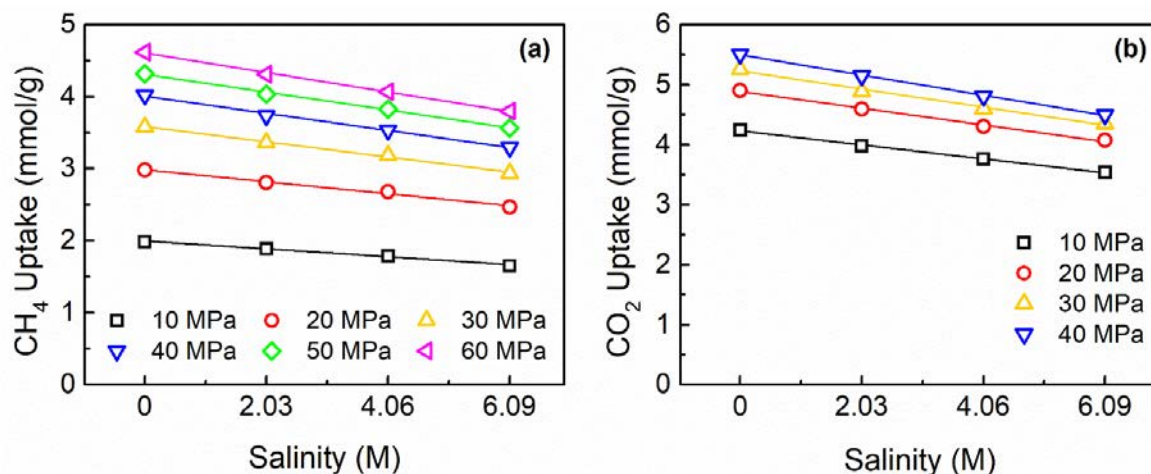 (a)
5
4
3
2
1
0
CH₄ Uptake (mmol/g)
10 MPa 20 MPa 30 MPa
40 MPa 50 MPa 60 MPa
0 2.03 4.06 6.09
Salinity (M)
(b)
6
5
4
3
2
1
0
CO₂ Uptake (mmol/g)
10 MPa
20 MPa
30 MPa
40 MPa
0 2.03 4.06 6.09
Salinity (M)